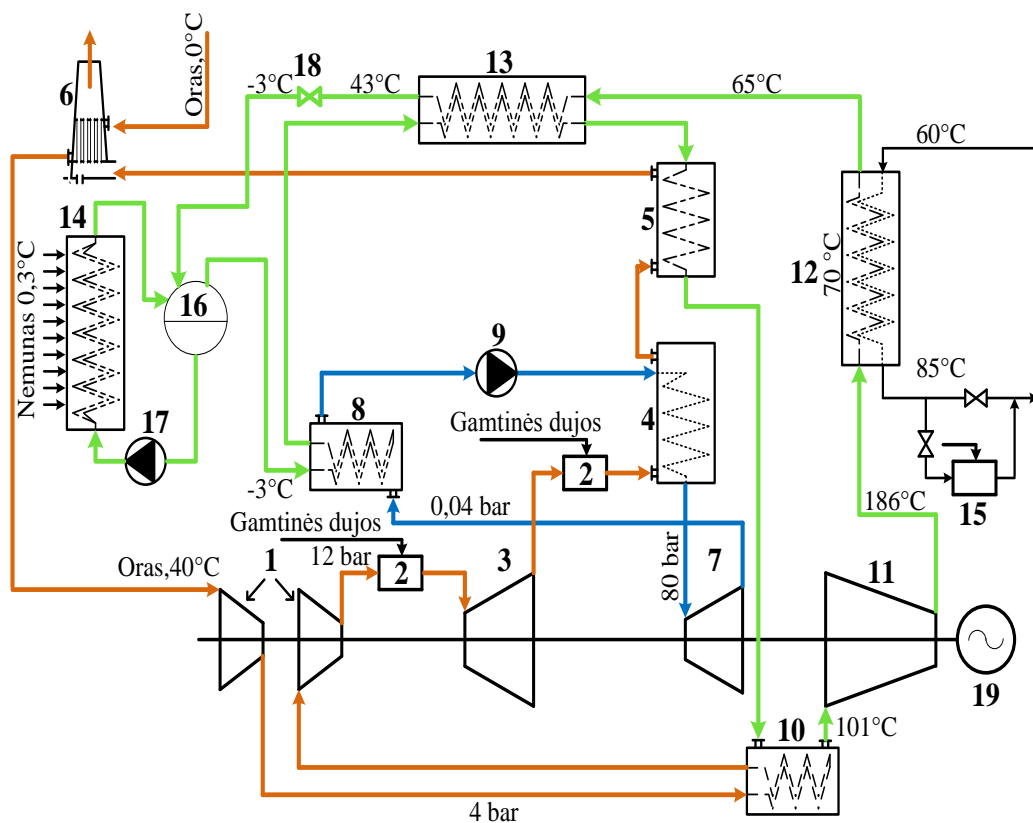 Oras,0°C
6
-3°C
18
43°C
13
65°C
60°C
14
Nemunas 0,3°C
16
5
12
70 °C
9
85°C
17
8
Gamtinės dujos
2
4
-3°C
0,04 bar
186°C
15
Gamtinės dujos
12 bar
Oras,40°C
1
2
3
80 bar
7
11
19
10
101°C
4 bar